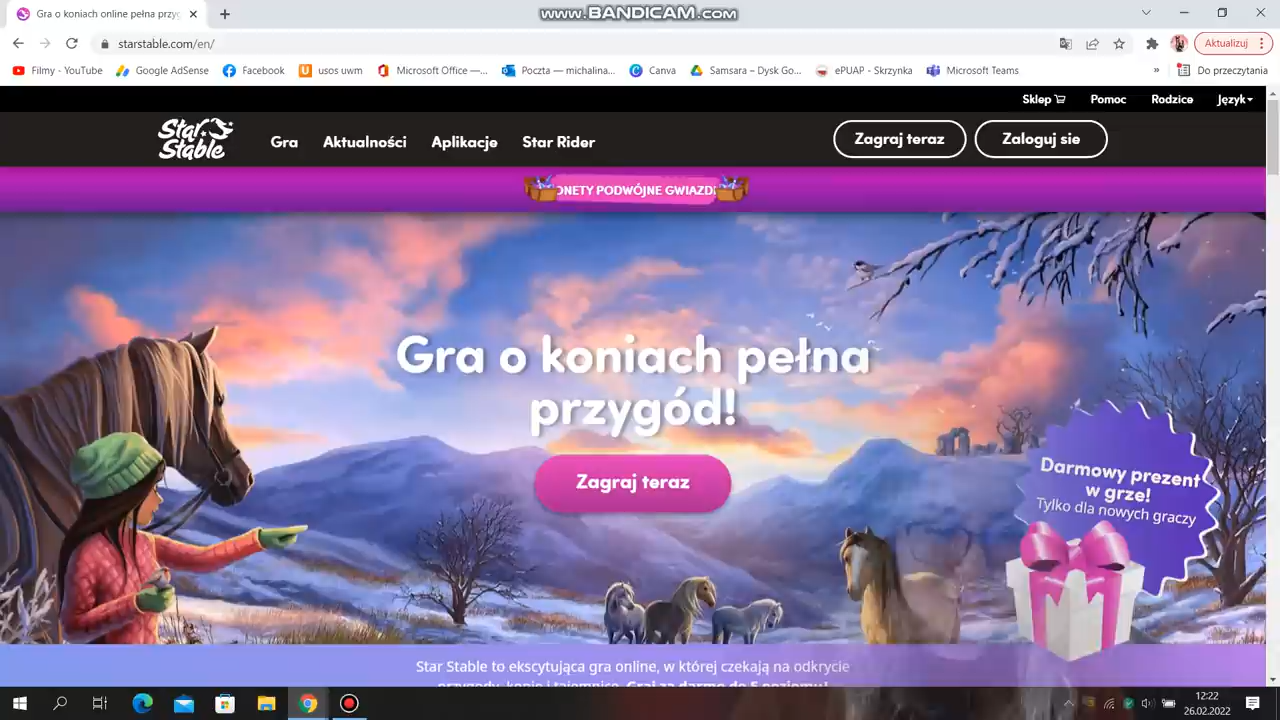 Gra o koniach online pełna przyg
www.BANDICAM.com
starstable.com/en/
Aktualizuj
Filmy - YouTube
Google AdSense
Facebook
usos uwm
Microsoft Office —...
Poczta — michalina...
Canva
Samsara – Dysk Go...
ePUAP - Skrzynka
Microsoft Teams
»
Do przeczytania
Sklep
Pomoc
Rodzice
Język
Star Stable
Gra
Aktualności
Aplikacje
Star Rider
Zagraj teraz
Zaloguj sie
ONETY PODWÓJNE GWIAZD
Gra o koniach pełna
przygód!
Zagraj teraz
Darmowy prezent
w grze!
Tylko dla nowych graczy
Star Stable to ekscytująca gra online, w której czekają na odkrycie
przygody, konie i tajemnice. Graj za darmo do 5 poziomu!
12:22
26.02.2022